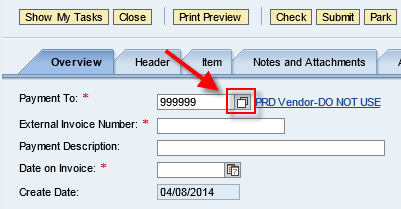 Show My Tasks Close Print Preview Check Submit Park
Overview Header Item Notes and Attachments
Payment To: * 999999 PRD Vendor-DO NOT USE
External Invoice Number: *
Payment Description:
Date on Invoice: *
Create Date: 04/08/2014